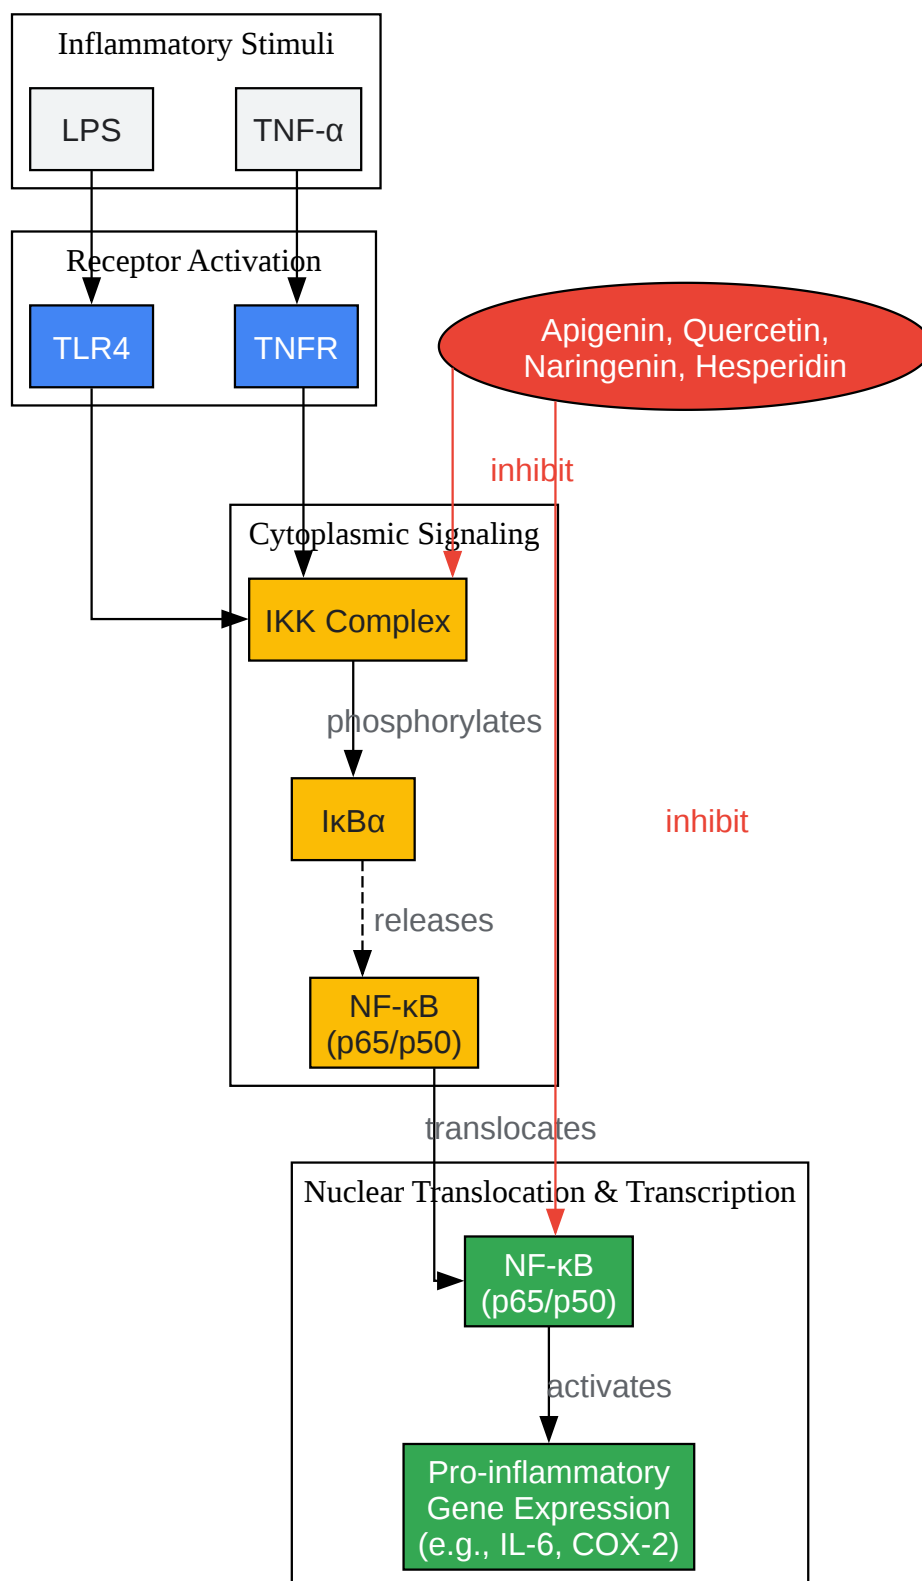 Inflammatory Stimuli
LPS
TNF-α
Receptor Activation
TLR4
TNFR
Apigenin, Quercetin,
Naringenin, Hesperidin
inhibit
Cytoplasmic Signaling
IKK Complex
phosphorylates
IκBα
inhibit
releases
NF-κB
(p65/p50)
translocates
Nuclear Translocation & Transcription
NF-κB
(p65/p50)
activates
Pro-inflammatory
Gene Expression
(e.g., IL-6, COX-2)